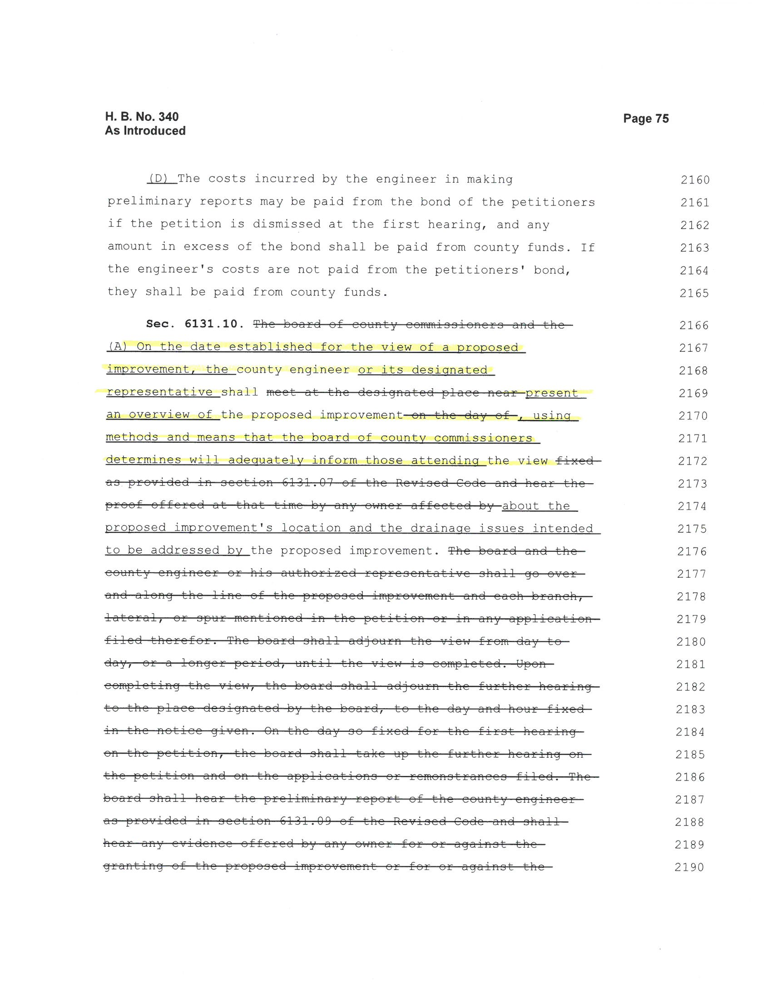 H. B. No. 340 Page 75
As Introduced
(D) The costs incurred by the engineer in making 2160
preliminary reports may be paid from the bond of the petitioners 2161
if the petition is dismissed at the first hearing, and any 2162
amount in excess of the bond shall be paid from county funds. If 2163
the engineer's costs are not paid from the petitioners' bond, 2164
they shall be paid from county funds. 2165
Sec. 6131.10. The board of county commissioners and the 2166
(A) On the date established for the view of a proposed 2167
improvement, the county engineer or its designated 2168
representative shall meet at the designated place near present 2169
an overview of the proposed improvement on the day of , using 2170
methods and means that the board of county commissioners 2171
determines will adequately inform those attending the view fixed 2172
as provided in section 6131.07 of the Revised Code and hear the 2173
proof offered at that time by any owner affected by about the 2174
proposed improvement's location and the drainage issues intended 2175
to be addressed by the proposed improvement. The board and the 2176
county engineer or his authorized representative shall go over 2177
and along the line of the proposed improvement and each branch, 2178
lateral, or spur mentioned in the petition or in any application 2179
filed therefor. The board shall adjourn the view from day to 2180
day, or a longer period, until the view is completed. Upon 2181
completing the view, the board shall adjourn the further hearing 2182
to the place designated by the board, to the day and hour fixed 2183
in the notice given. On the day so fixed for the first hearing 2184
on the petition, the board shall take up the further hearing on 2185
the petition and on the applications or remonstrances filed. The 2186
board shall hear the preliminary report of the county engineer 2187
as provided in section 6131.09 of the Revised Code and shall 2188
hear any evidence offered by any owner for or against the 2189
granting of the proposed improvement or for or against the 2190